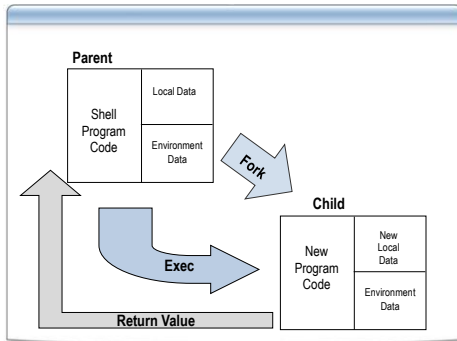 Parent
Shell
Program
Code
Local Data
Environment
Data
Fork
Child
New
Program
Code
New
Local
Data
Environment
Data
Exec
Return Value